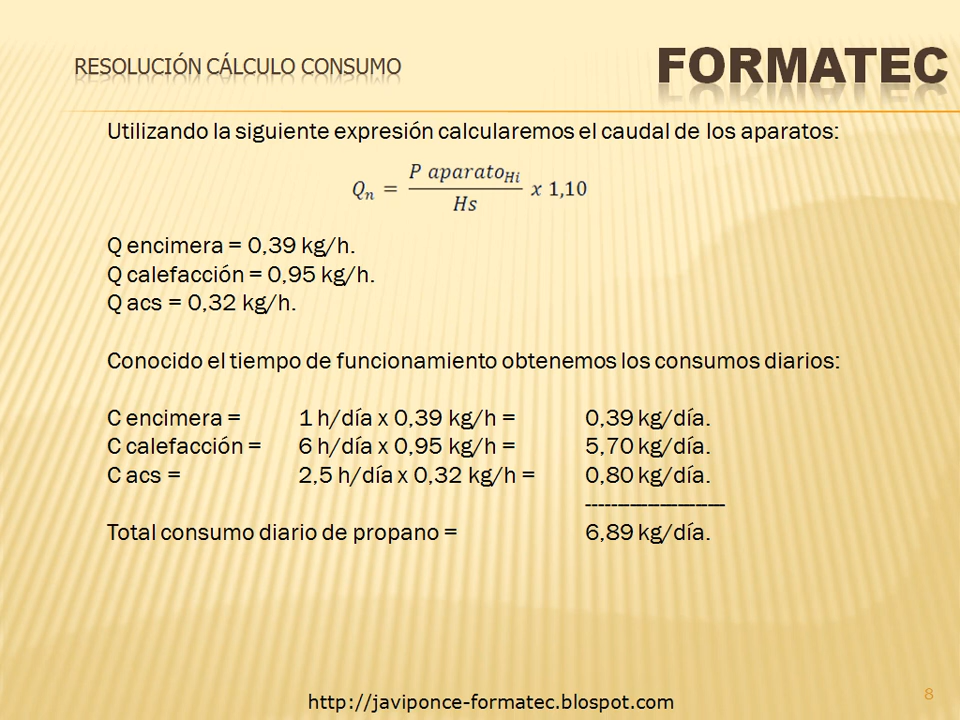 RESOLUCIÓN CÁLCULO CONSUMO
FORMATEC
Utilizando la siguiente expresión calcularemos el caudal de los aparatos:
Qn = P aparatoHi / Hs x 1,10
Q encimera = 0,39 kg/h.
Q calefacción = 0,95 kg/h.
Q acs = 0,32 kg/h.
Conocido el tiempo de funcionamiento obtenemos los consumos diarios:
C encimera = 1 h/día x 0,39 kg/h = 0,39 kg/día.
C calefacción = 6 h/día x 0,95 kg/h = 5,70 kg/día.
C acs = 2,5 h/día x 0,32 kg/h = 0,80 kg/día.
-----------------------
Total consumo diario de propano = 6,89 kg/día.
8
http://javiponce-formatec.blospot.com